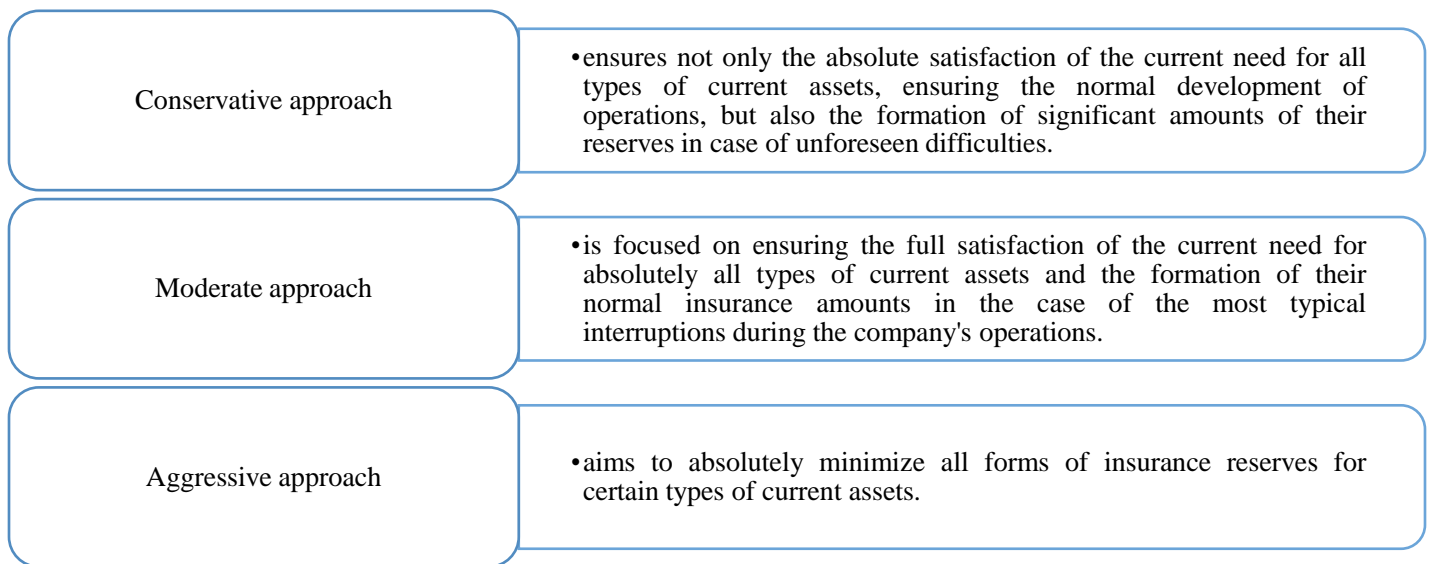 Conservative approach
•ensures not only the absolute satisfaction of the current need for all
types of current assets, ensuring the normal development of
operations, but also the formation of significant amounts of their
reserves in case of unforeseen difficulties.
Moderate approach
•is focused on ensuring the full satisfaction of the current need for
absolutely all types of current assets and the formation of their
normal insurance amounts in the case of the most typical
interruptions during the company's operations.
Aggressive approach
•aims to absolutely minimize all forms of insurance reserves for
certain types of current assets.